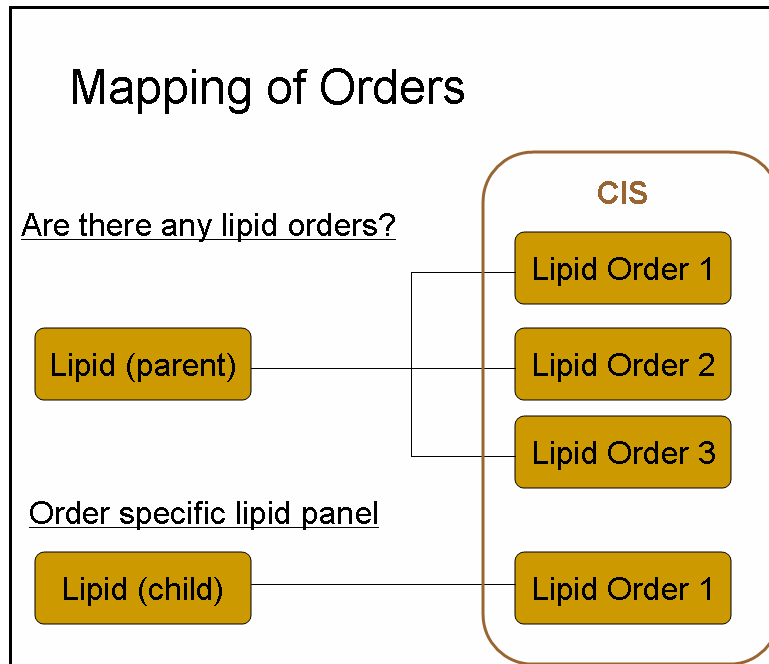 Mapping of Orders
CIS
Are there any lipid orders?
Lipid Order 1
Lipid (parent)
Lipid Order 2
Lipid Order 3
Order specific lipid panel
Lipid (child)
Lipid Order 1